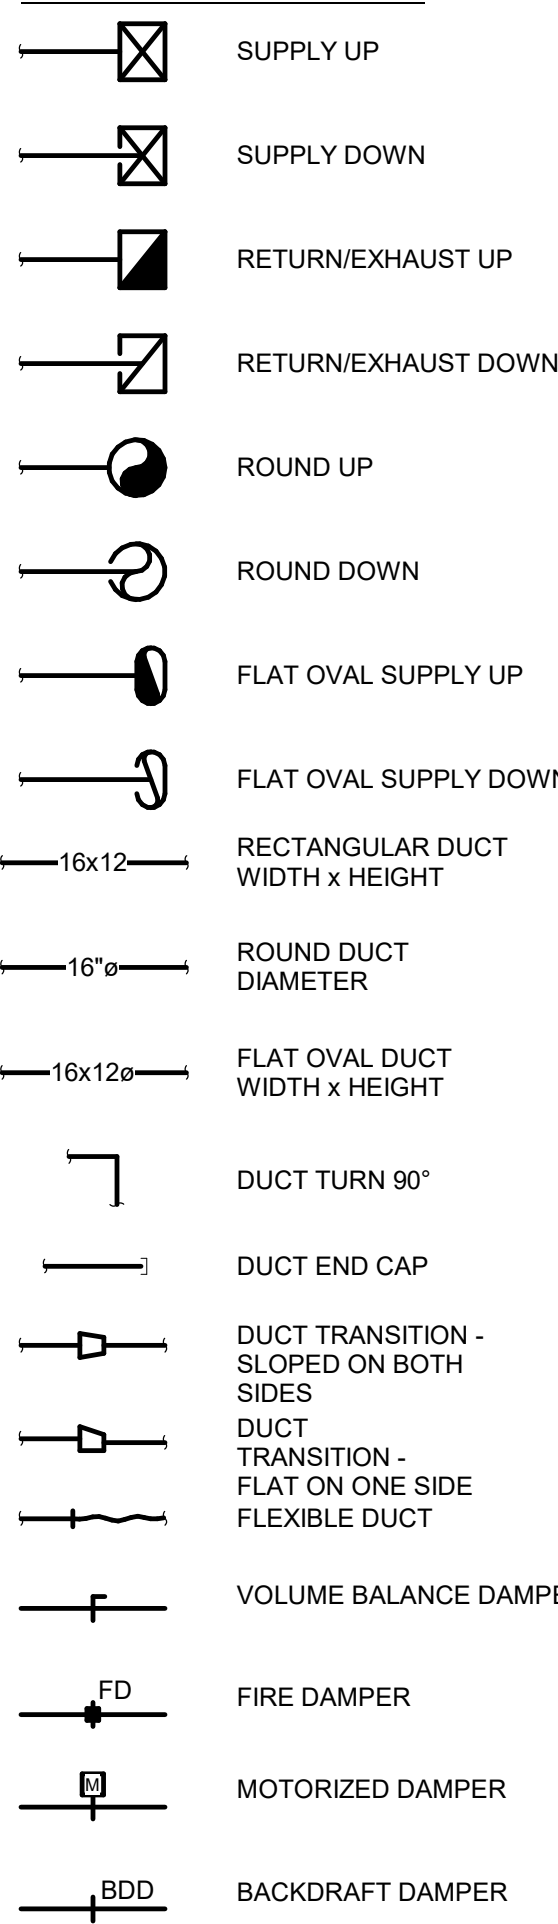 SUPPLY UP
SUPPLY DOWN
RETURN/EXHAUST UP
RETURN/EXHAUST DOWN
ROUND UP
ROUND DOWN
FLAT OVAL SUPPLY UP
FLAT OVAL SUPPLY DOWN
16x12
RECTANGULAR DUCT
WIDTH x HEIGHT
16"ø
ROUND DUCT
DIAMETER
16x12ø
FLAT OVAL DUCT
WIDTH x HEIGHT
DUCT TURN 90°
DUCT END CAP
DUCT TRANSITION -
SLOPED ON BOTH
SIDES
DUCT
TRANSITION -
FLAT ON ONE SIDE
FLEXIBLE DUCT
VOLUME BALANCE
FD
FIRE DAMPER
M
MOTORIZED DAMPER
BDD
BACKDRAFT DAMPER